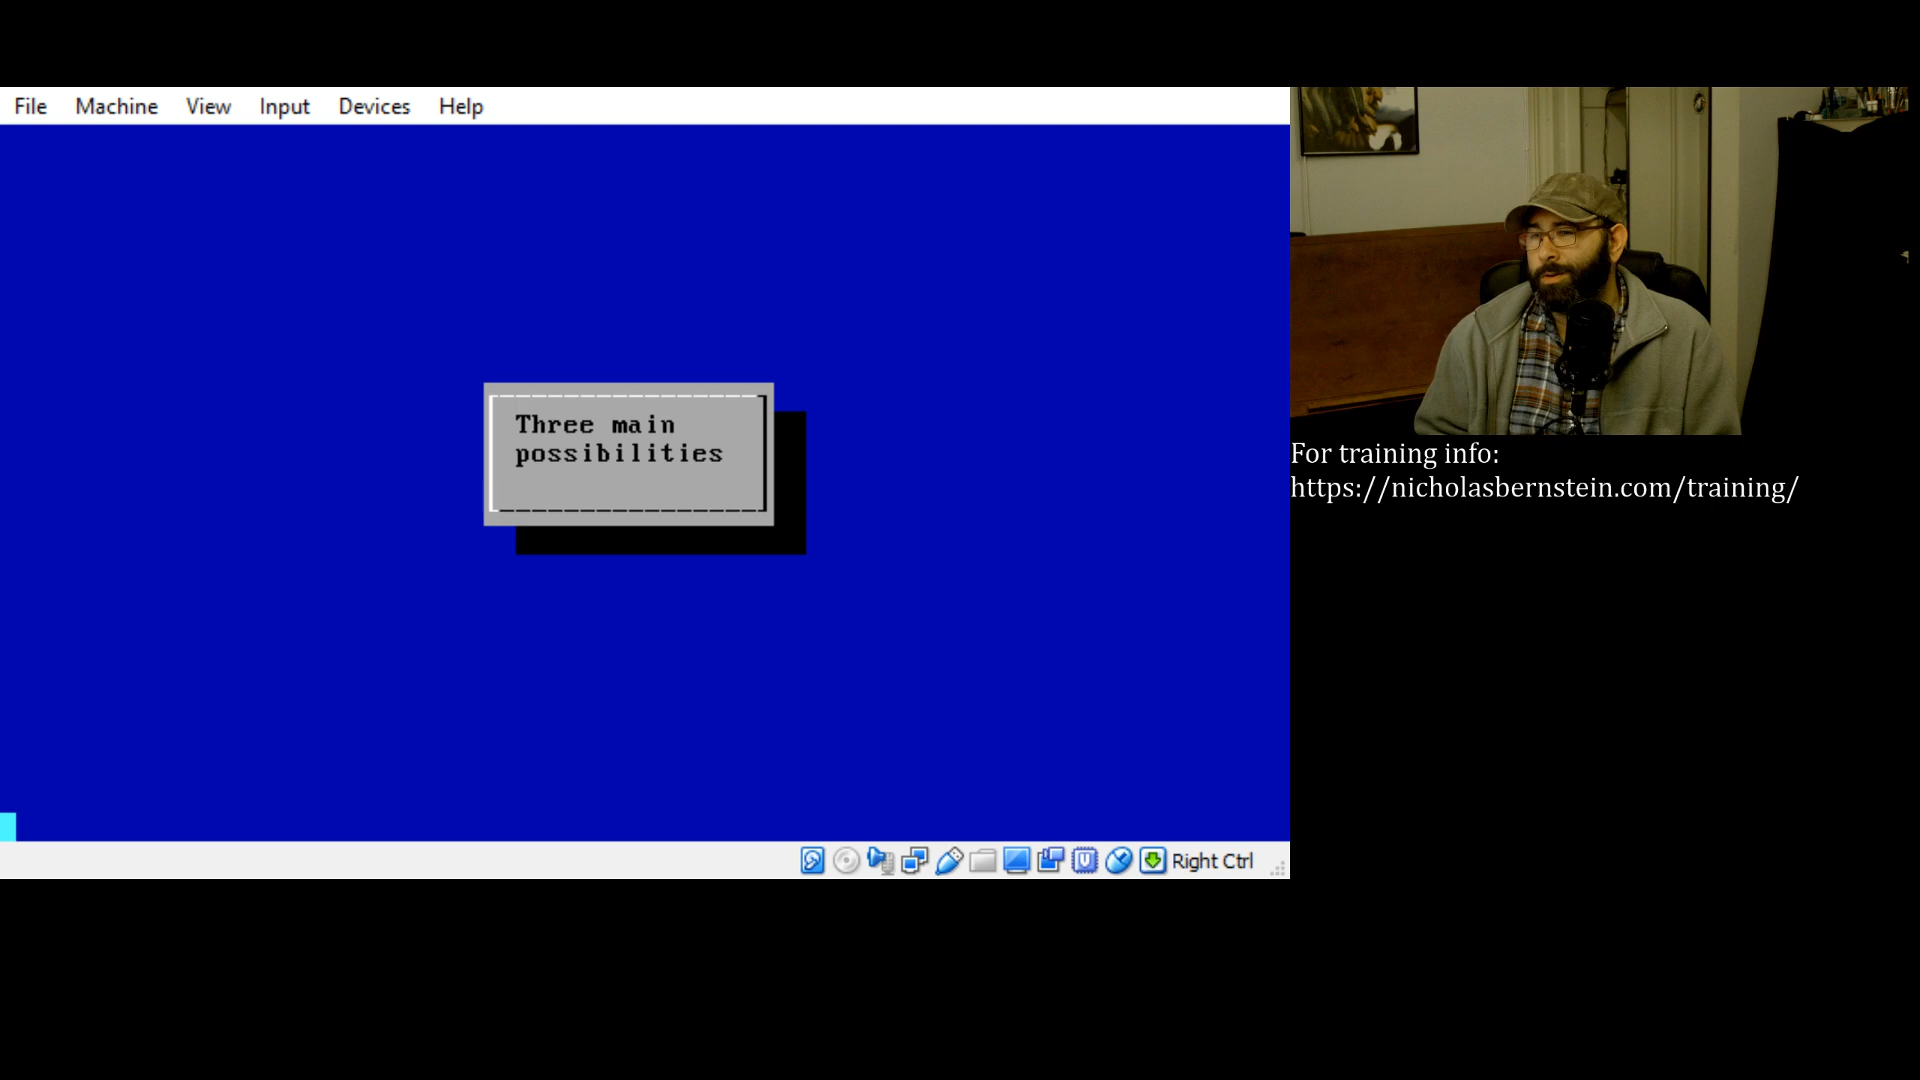 File Machine View Input Devices Help
Three main
possibilities
For training info:
https://nicholasbernstein.com/training/
Right Ctrl